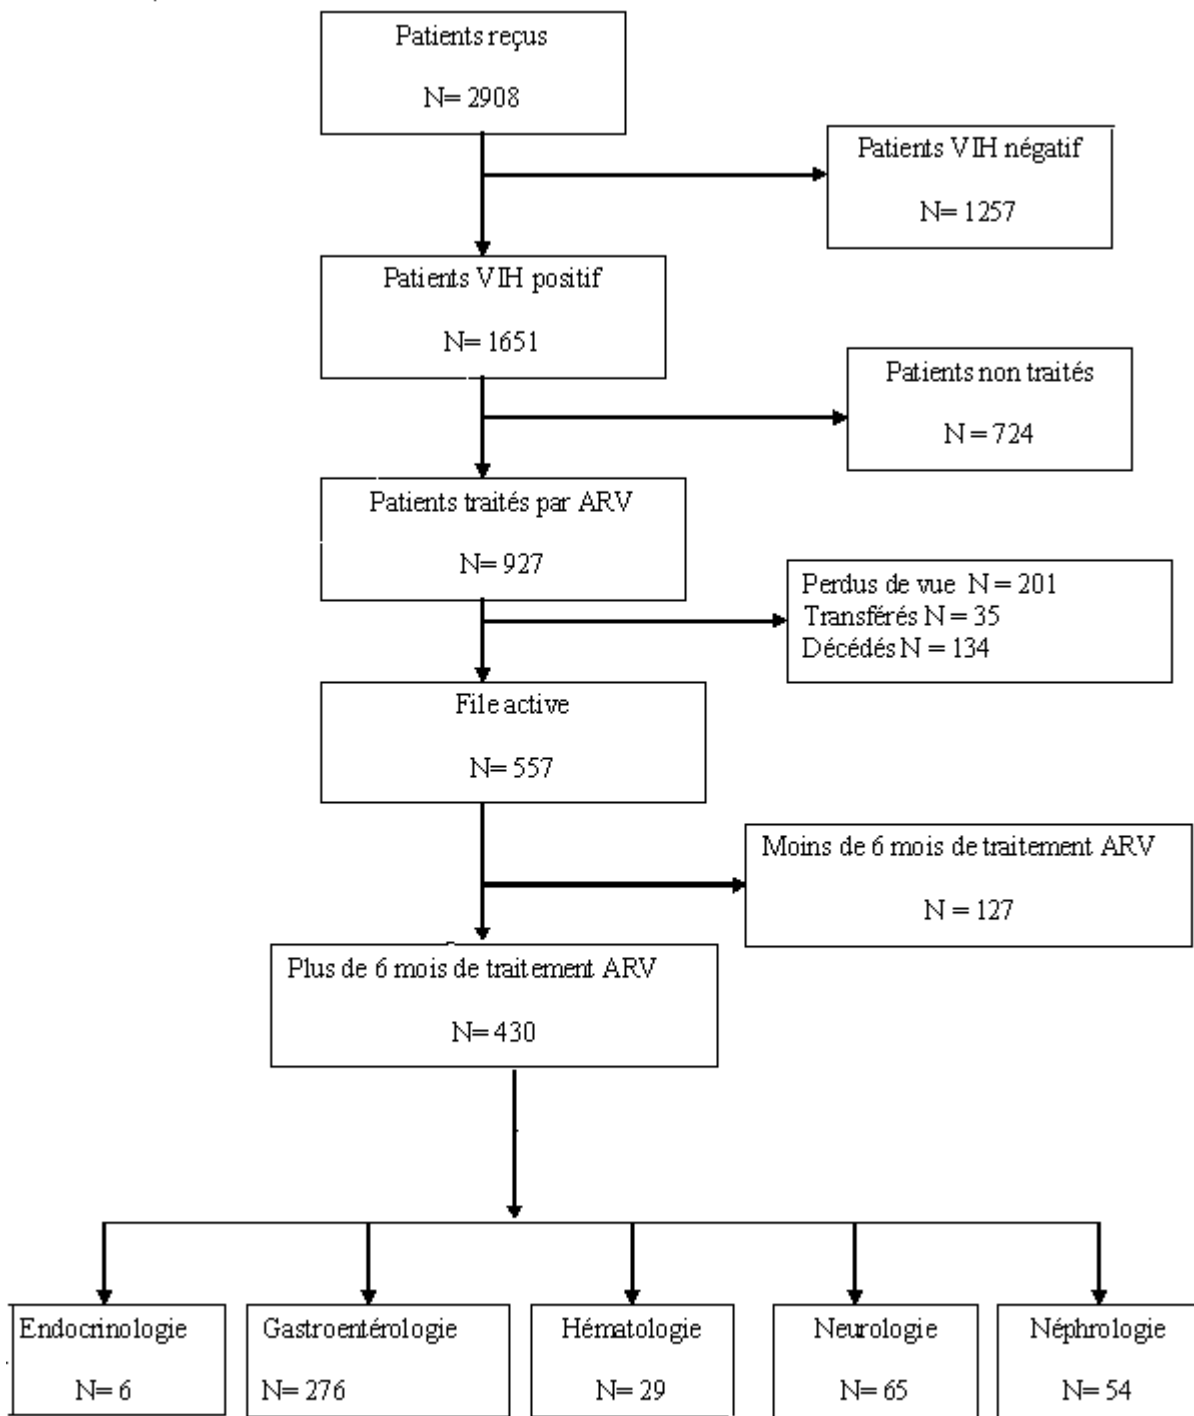 Patients reçus
N= 2908
Patients VIH négatif
N= 1257
Patients VIH positif
N= 1651
Patients non traités
N = 724
Patients traités par ARV
N= 927
Perdus de vue N = 201
Transférés N = 35
Décédés N = 134
File active
N= 557
Moins de 6 mois de traitement ARV
N = 127
Plus de 6 mois de traitement ARV
N= 430
Endocrinologie
N= 6
Gastroentérologie
N= 276
Hématologie
N= 29
Neurologie
N= 65
Néphrologie
N= 54